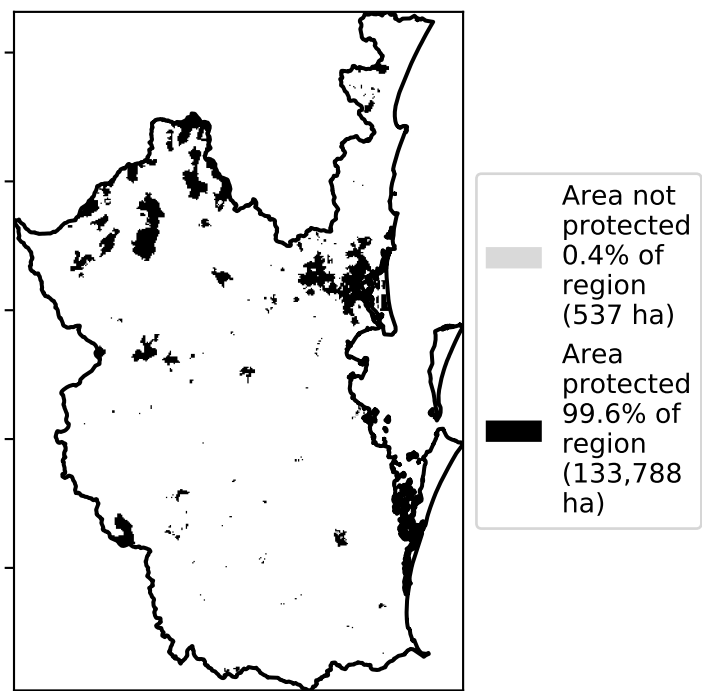 Area not
protected
0.4% of
region
(537 ha)
Area
protected
99.6% of
region
(133,788
ha)